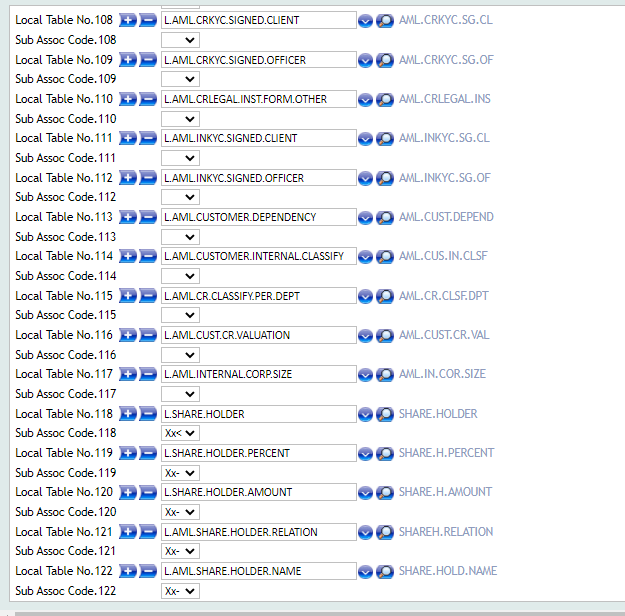 Local Table No.108 L.AML.CRKYC.SIGNED.CLIENT AML.CRKYC.SG.CL
Sub Assoc Code.108
Local Table No.109 L.AML.CRKYC.SIGNED.OFFICER AML.CRKYC.SG.OF
Sub Assoc Code.109
Local Table No.110 L.AML.CRLEGAL.INST.FORM.OTHER AML.CRLEGAL.INS
Sub Assoc Code.110
Local Table No.111 L.AML.INKYC.SIGNED.CLIENT AML.INKYC.SG.CL
Sub Assoc Code.111
Local Table No.112 L.AML.INKYC.SIGNED.OFFICER AML.INKYC.SG.OF
Sub Assoc Code.112
Local Table No.113 L.AML.CUSTOMER.DEPENDENCY AML.CUST.DEPEND
Sub Assoc Code.113
Local Table No.114 L.AML.CUSTOMER.INTERNAL.CLASSIFY AML.CUS.IN.CLSF
Sub Assoc Code.114
Local Table No.115 L.AML.CR.CLASSIFY.PER.DEPT AML.CR.CLSF.DPT
Sub Assoc Code.115
Local Table No.116 L.AML.CUST.CR.VALUATION AML.CUST.CR.VAL
Sub Assoc Code.116
Local Table No.117 L.AML.INTERNAL.CORP.SIZE AML.IN.COR.SIZE
Sub Assoc Code.117
Local Table No.118 L.SHARE.HOLDER SHARE.HOLDER
Sub Assoc Code.118 Xx<
Local Table No.119 L.SHARE.HOLDER.PERCENT SHARE.H.PERCENT
Sub Assoc Code.119 Xx-
Local Table No.120 L.SHARE.HOLDER.AMOUNT SHARE.H.AMOUNT
Sub Assoc Code.120 Xx-
Local Table No.121 L.AML.SHARE.HOLDER.RELATION SHAREH.RELATION
Sub Assoc Code.121 Xx-
Local Table No.122 L.AML.SHARE.HOLDER.NAME SHARE.HOLD.NAME
Sub Assoc Code.122 Xx-